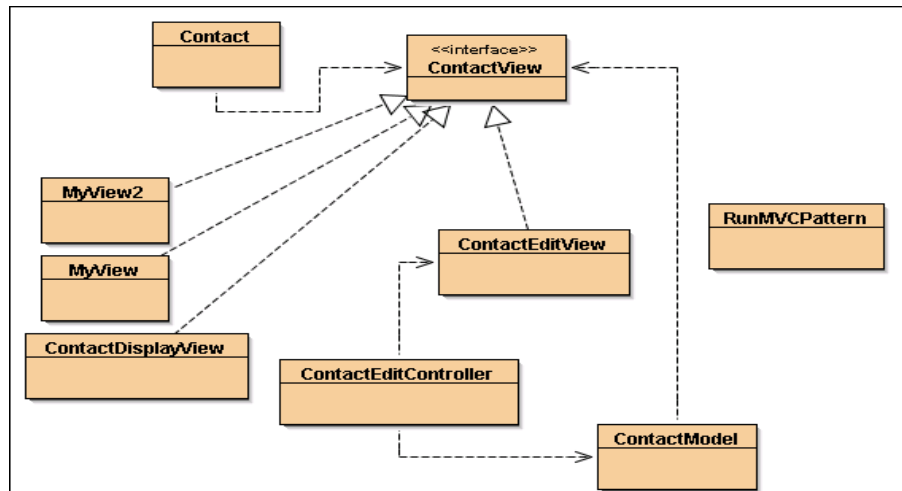 Contact
<<interface>>
ContactView
MyView2
RunMVCPattern
ContactEditView
MyView
ContactDisplayView
ContactEditController
ContactModel